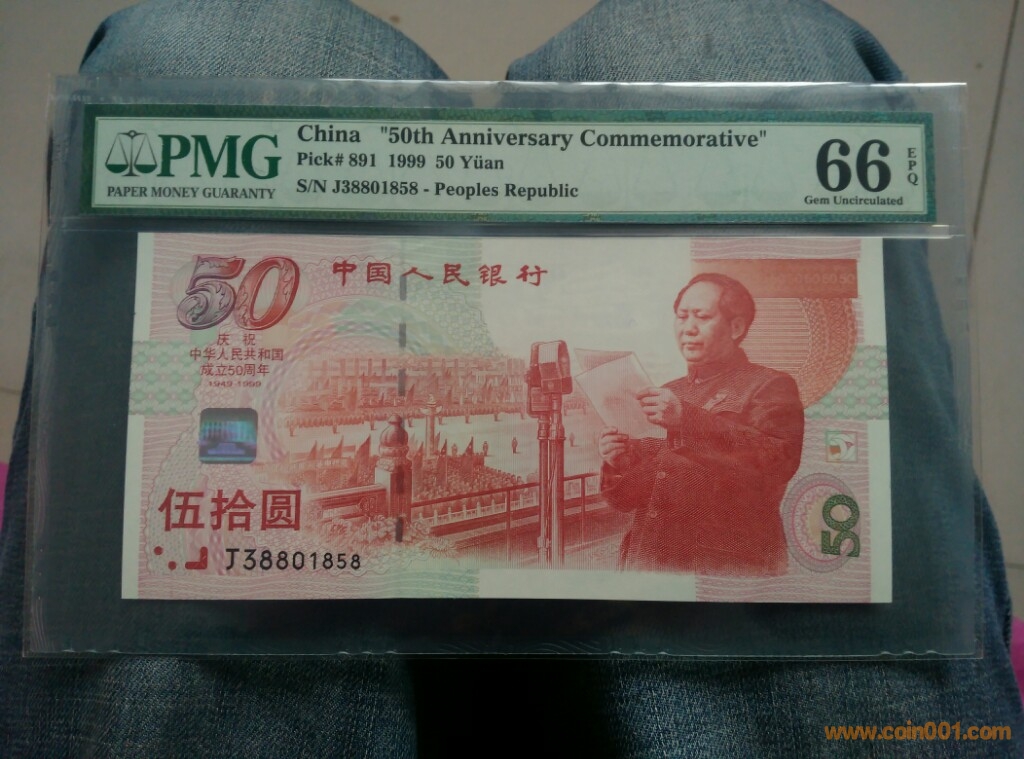 PMG
PAPER MONEY GUARANTY
China "50th Anniversary Commemorative"
Pick# 891 1999 50 Yüan
S/N J38801858 - Peoples Republic
66
EPQ
Gem Uncirculated
50
中国人民银行
庆祝
中华人民共和国
成立50周年
1949-1999
伍拾圆
J38801858
50
www.coin001.com